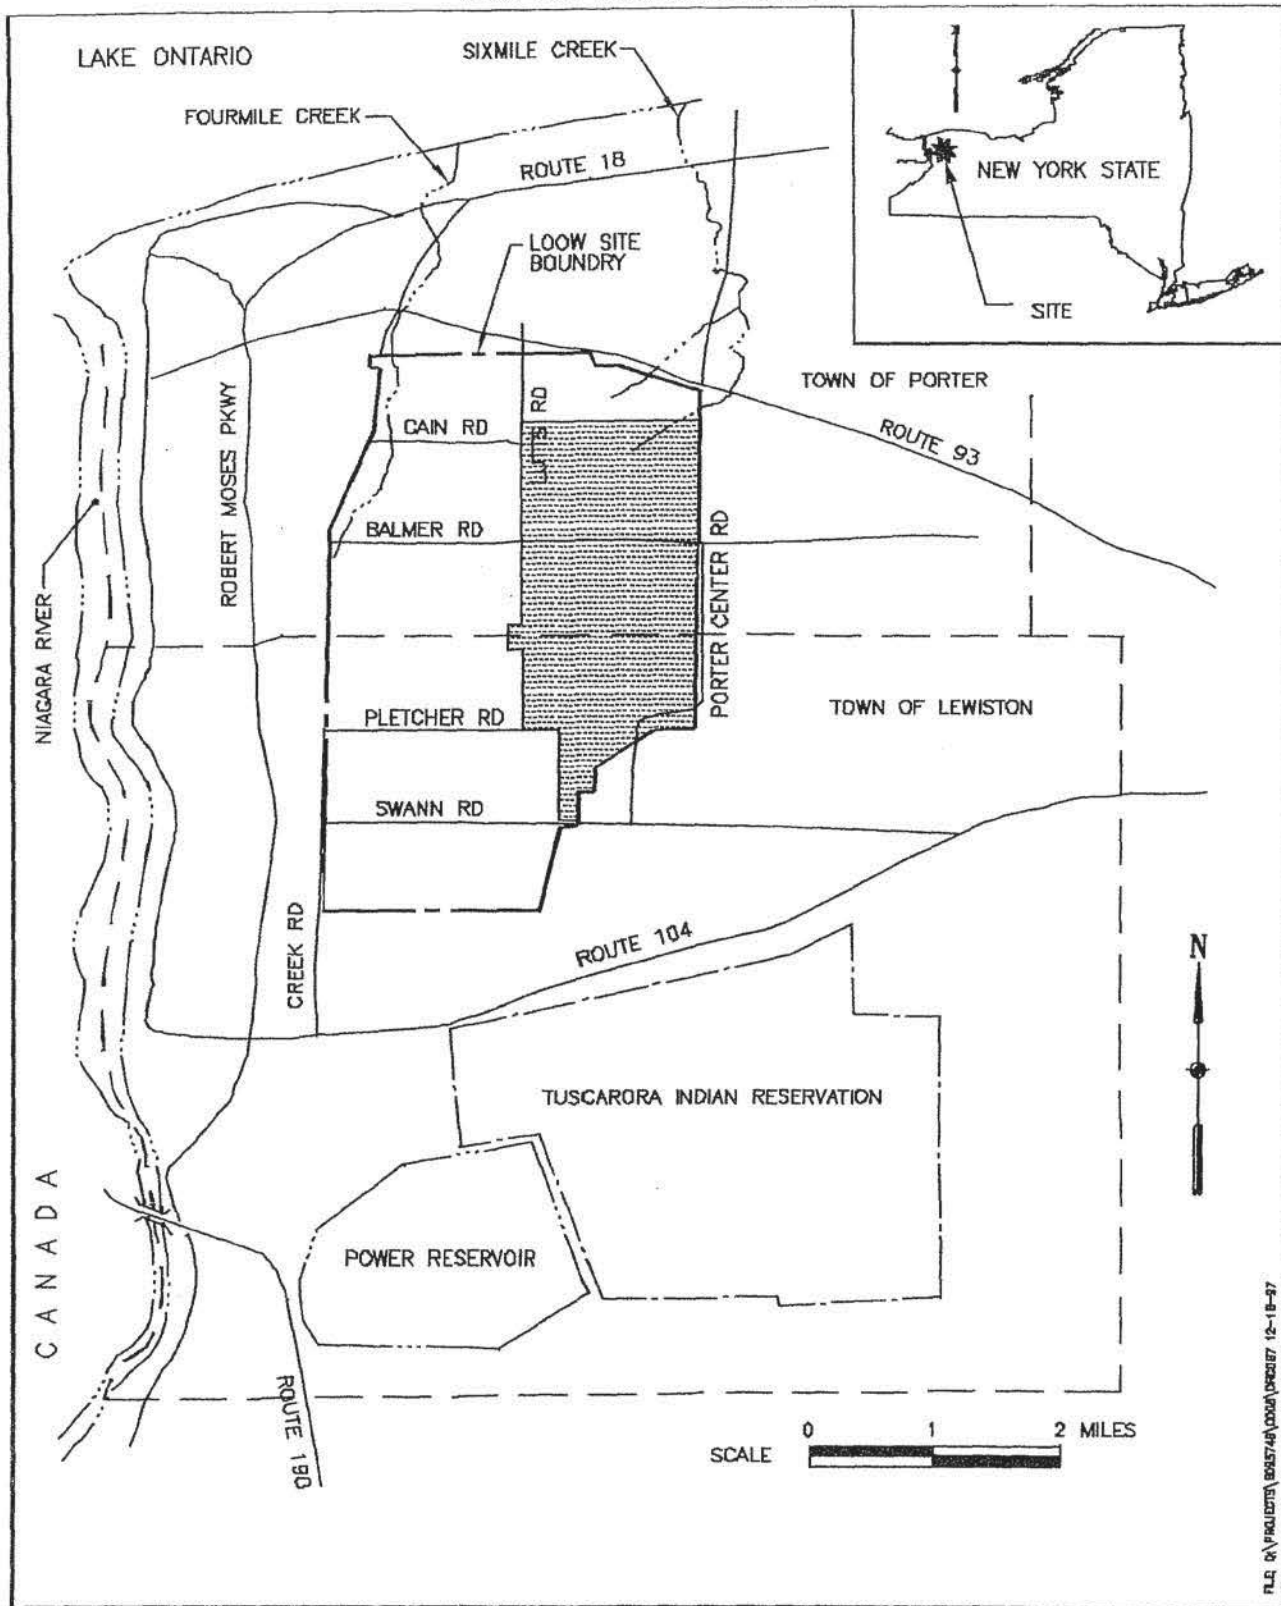 LAKE ONTARIO
SIXMILE CREEK
FOURMILE CREEK
ROUTE 18
LOOW SITE
BOUNDRY
N
NEW YORK STATE
SITE
TOWN OF PORTER
ROUTE 93
ROBERT MOSES PKWY
CAIN RD
RD
BALMER RD
PORTER CENTER RD
NIAGARA RIVER
PLETCHER RD
TOWN OF LEWISTON
SWANN RD
CREEK RD
ROUTE 104
N
TUSCARORA INDIAN RESERVATION
CANADA
POWER RESERVOIR
ROUTE 190
0 1 2 MILES
SCALE
12-18-97